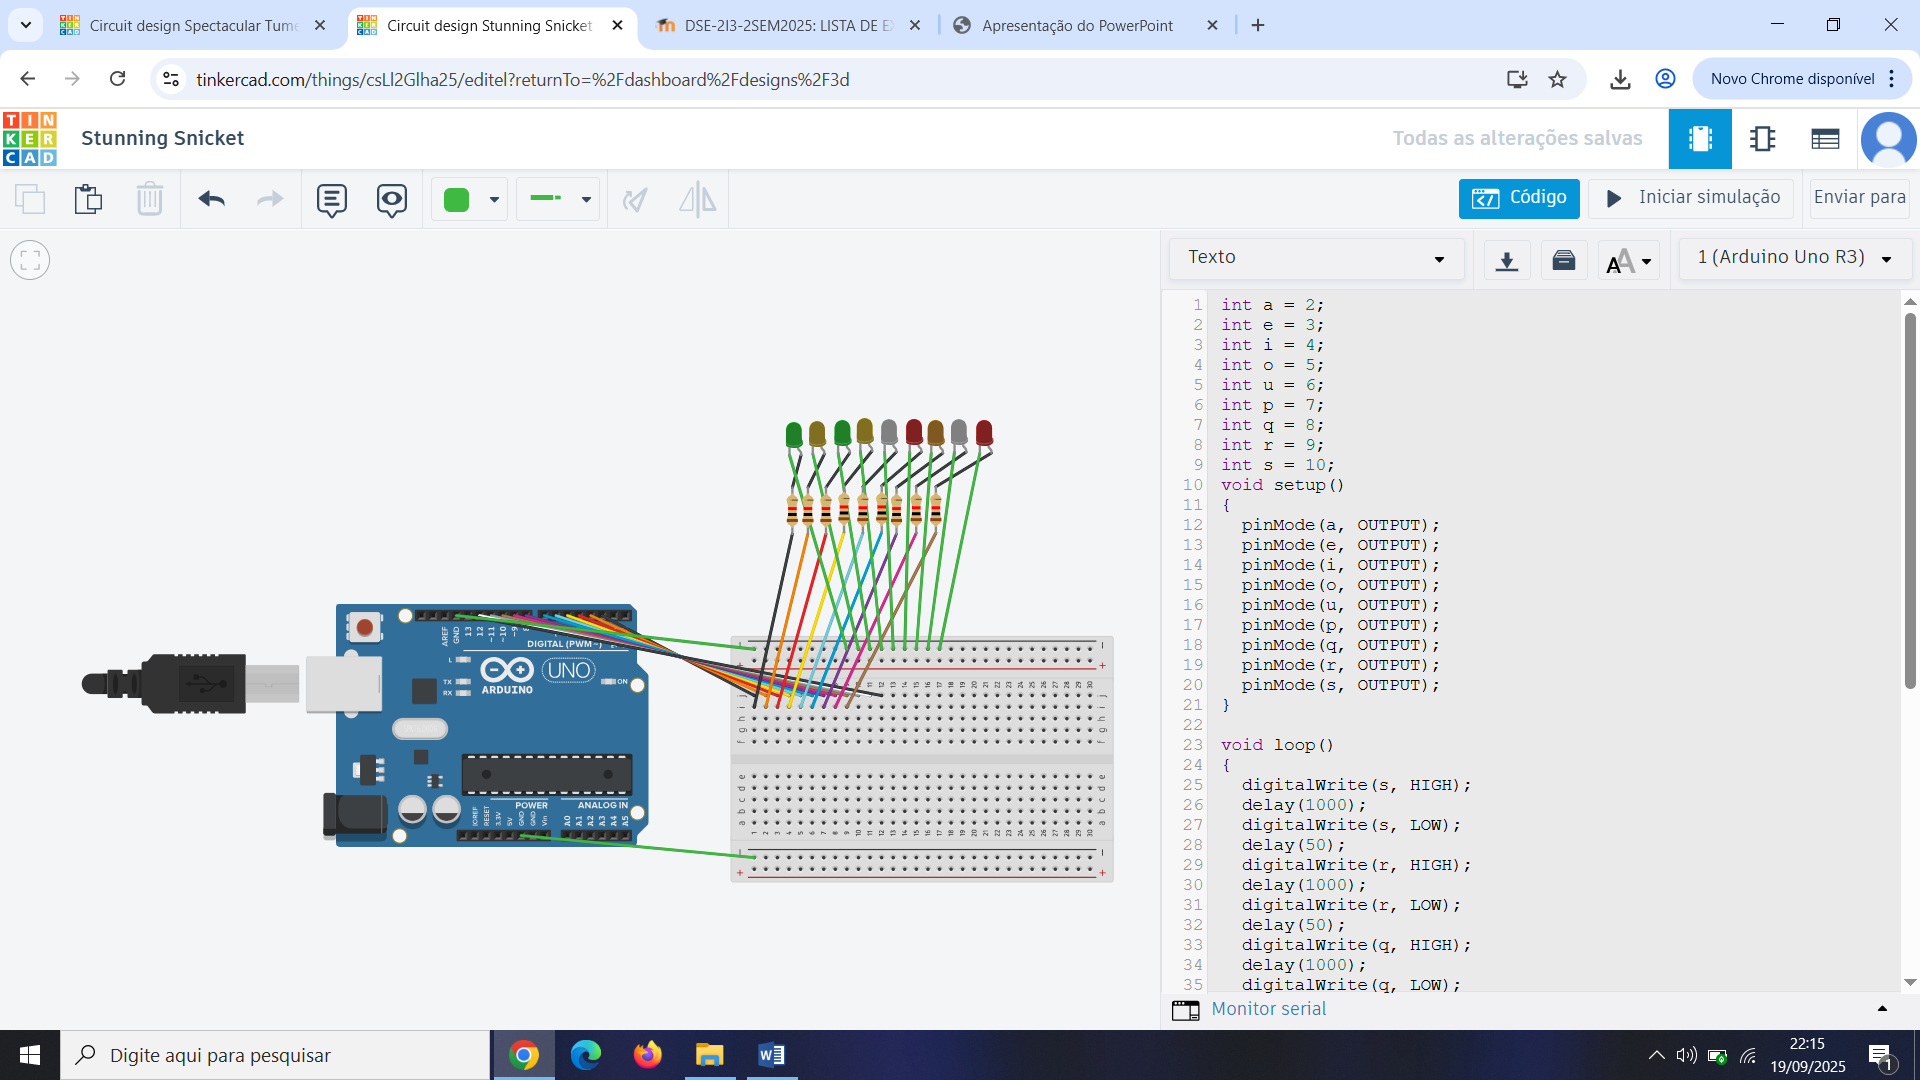 Circuit design Spectacular Tume
Circuit design Stunning Snicket
DSE-2I3-2SEM2025: LISTA DE E
Apresentação do PowerPoint
tinkercad.com/things/csLl2Glha25/editel?returnTo=%2Fdashboard%2Fdesigns%2F3d
Novo Chrome disponível
TIN
KER
CAD
Stunning Snicket
Todas as alterações salvas
Código
Iniciar simulação
Enviar para
Texto
1 (Arduino Uno R3)
1 int a = 2;
2 int e = 3;
3 int i = 4;
4 int o = 5;
5 int u = 6;
6 int p = 7;
7 int q = 8;
8 int r = 9;
9 int s = 10;
10 void setup()
11 {
12 pinMode(a, OUTPUT);
13 pinMode(e, OUTPUT);
14 pinMode(i, OUTPUT);
15 pinMode(o, OUTPUT);
16 pinMode(u, OUTPUT);
17 pinMode(p, OUTPUT);
18 pinMode(q, OUTPUT);
19 pinMode(r, OUTPUT);
20 pinMode(s, OUTPUT);
21 }
22
23 void loop()
24 {
25 digitalWrite(s, HIGH);
26 delay(1000);
27 digitalWrite(s, LOW);
28 delay(50);
29 digitalWrite(r, HIGH);
30 delay(1000);
31 digitalWrite(r, LOW);
32 delay(50);
33 digitalWrite(q, HIGH);
34 delay(1000);
35 digitalWrite(q, LOW);
AREF
GND
13
12
~11
~10
~9
DIGITAL (PWM~)
L
TX
RX
UNO
ARDUINO
ON
POWER
ANALOG IN
IOREF
RESET
3.3V
5V
GND
GND
Vin
A0
A1
A2
A3
A4
A5
Monitor serial
Digite aqui para pesquisar
22:15
19/09/2025
1